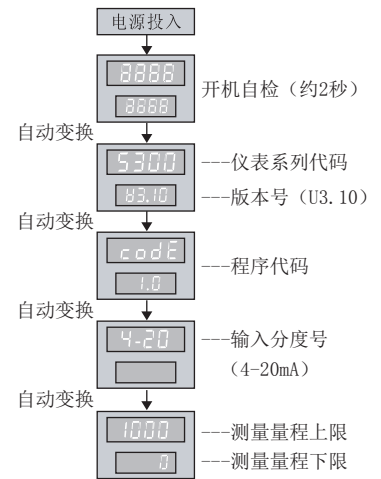 电源投入
8888
8888
开机自检（约2秒）
自动变换
5300
---仪表系列代码
U3.10
---版本号（U3.10）
自动变换
codE
1.0
---程序代码
自动变换
4-20
---输入分度号
（4-20mA）
自动变换
1000
---测量量程上限
0
---测量量程下限